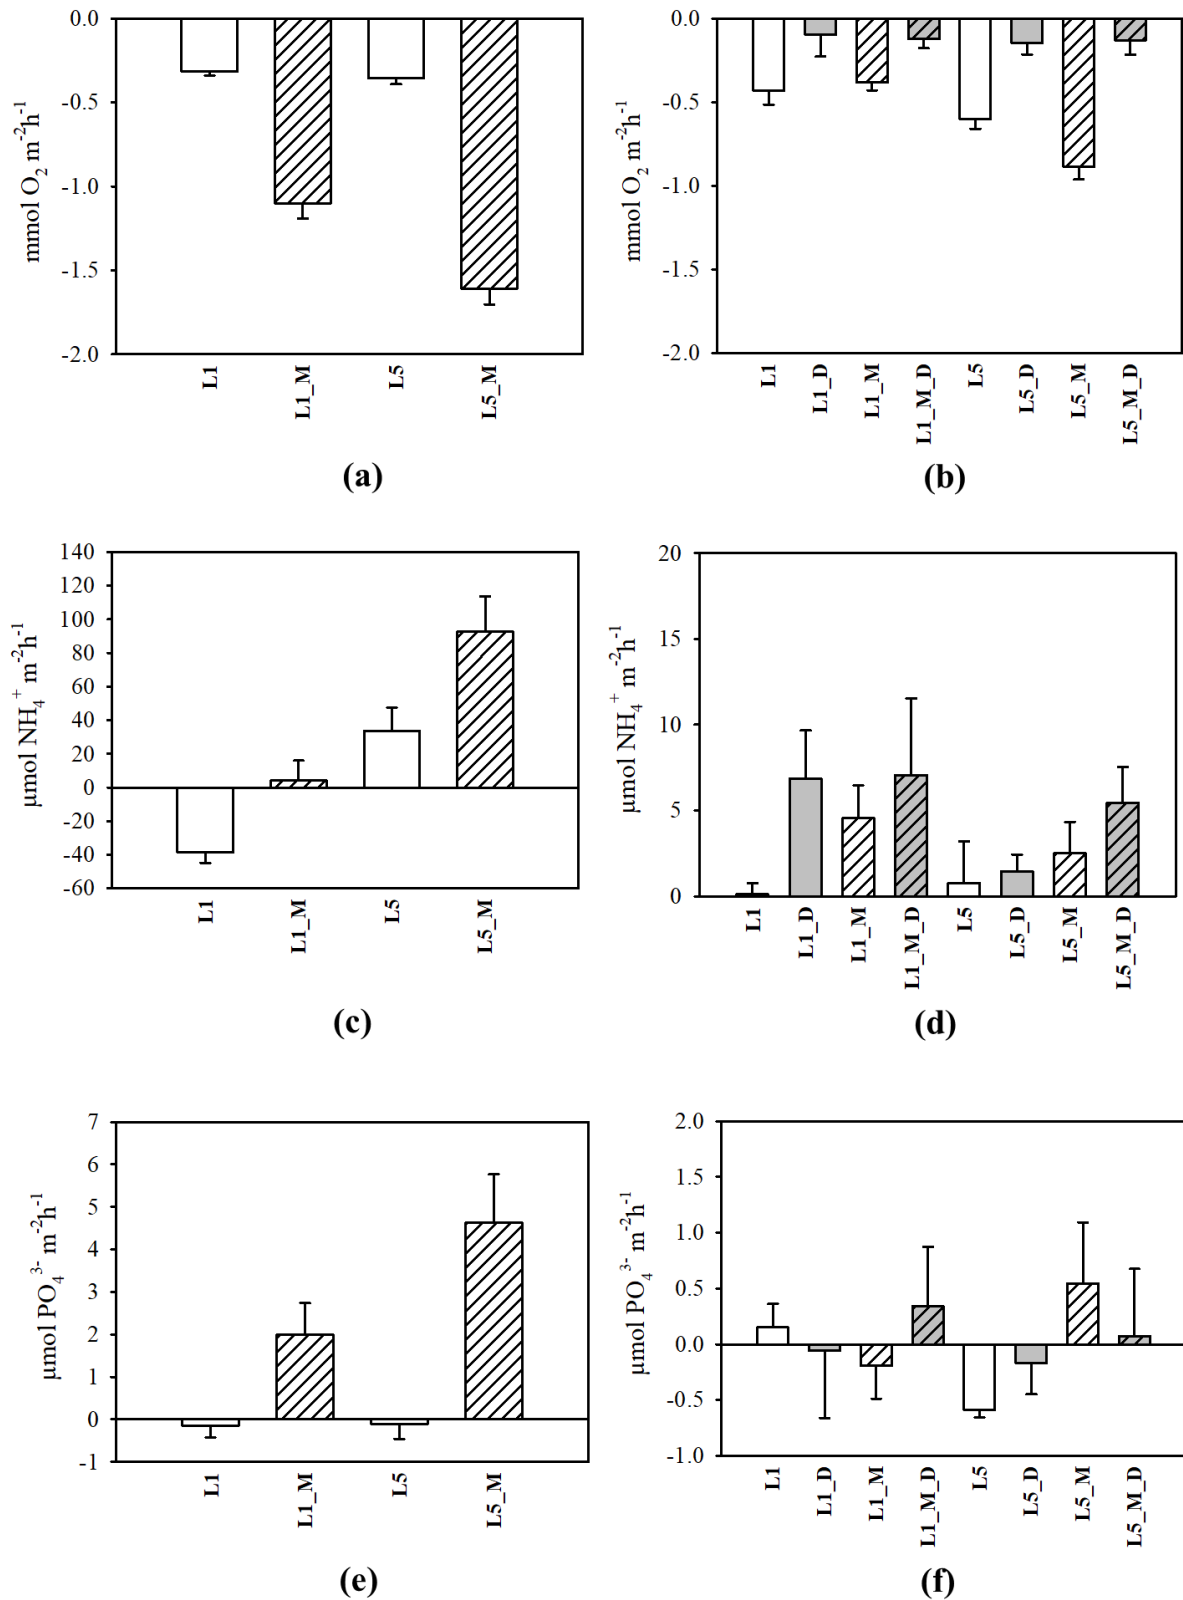 0.0
-0.5
-1.0
-1.5
-2.0
mmol O₂ m⁻²h⁻¹
L1
L1_M
L5
L5_M
(a)
0.0
-0.5
-1.0
-1.5
-2.0
mmol O₂ m⁻²h⁻¹
L1
L1_D
L1_M
L1_M_D
L5
L5_D
L5_M
L5_M_D
(b)
140
120
100
80
60
40
20
0
-20
-40
-60
µmol NH₄⁺ m⁻²h⁻¹
L1
L1_M
L5
L5_M
(c)
20
15
10
5
0
µmol NH₄⁺ m⁻²h⁻¹
L1
L1_D
L1_M
L1_M_D
L5
L5_D
L5_M
L5_M_D
(d)
7
6
5
4
3
2
1
0
-1
µmol PO₄³⁻ m⁻²h⁻¹
L1
L1_M
L5
L5_M
(e)
2.0
1.5
1.0
0.5
0.0
-0.5
-1.0
µmol PO₄³⁻ m⁻²h⁻¹
L1
L1_D
L1_M
L1_M_D
L5
L5_D
L5_M
L5_M_D
(f)